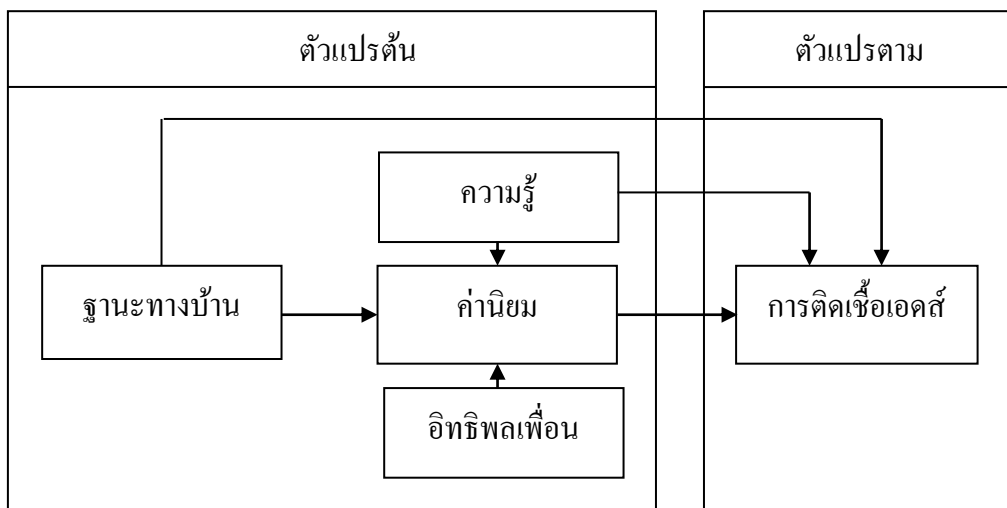 ตัวแปรต้น
ตัวแปรตาม
ความรู้
ฐานะทางบ้าน
ค่านิยม
การติดเชื้อเอดส์
อิทธิพลเพื่อน